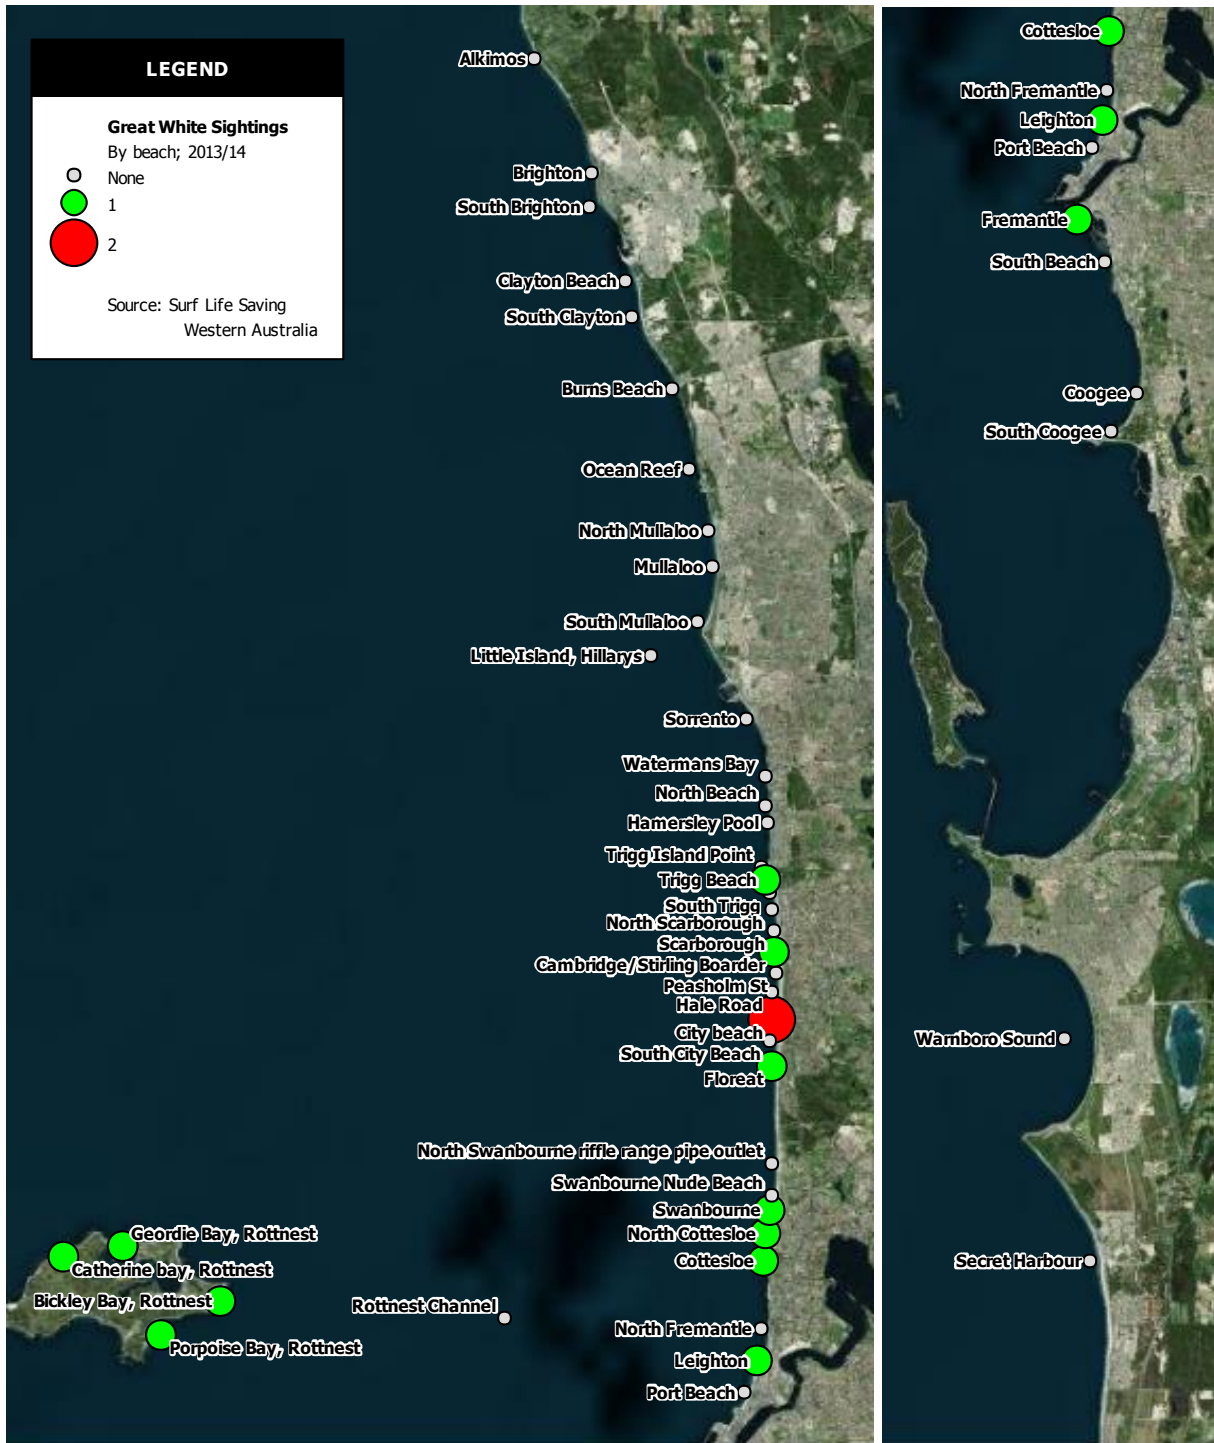 LEGEND
Great White Sightings
By beach; 2013/14
None
1
2
Source: Surf Life Saving
Western Australia
Alkimos
Brighton
South Brighton
Clayton Beach
South Clayton
Burns Beach
Ocean Reef
North Mullaloo
Mullaloo
South Mullaloo
Little Island, Hillarys
Sorrento
Watermans Bay
North Beach
Hamersley Pool
Trigg Island Point
Trigg Beach
South Trigg
North Scarborough
Scarborough
Cambridge/Stirling Boarder
Peasholm St
Hale Road
City beach
South City Beach
Floreat
North Swanbourne riffle range pipe outlet
Swanbourne Nude Beach
Swanbourne
North Cottesloe
Cottesloe
Geordie Bay, Rottnest
Catherine bay, Rottnest
Bickley Bay, Rottnest
Porpoise Bay, Rottnest
Rottnest Channel
North Fremantle
Leighton
Port Beach
Cottesloe
North Fremantle
Leighton
Port Beach
Fremantle
South Beach
Coogee
South Coogee
Warnboro Sound
Secret Harbour